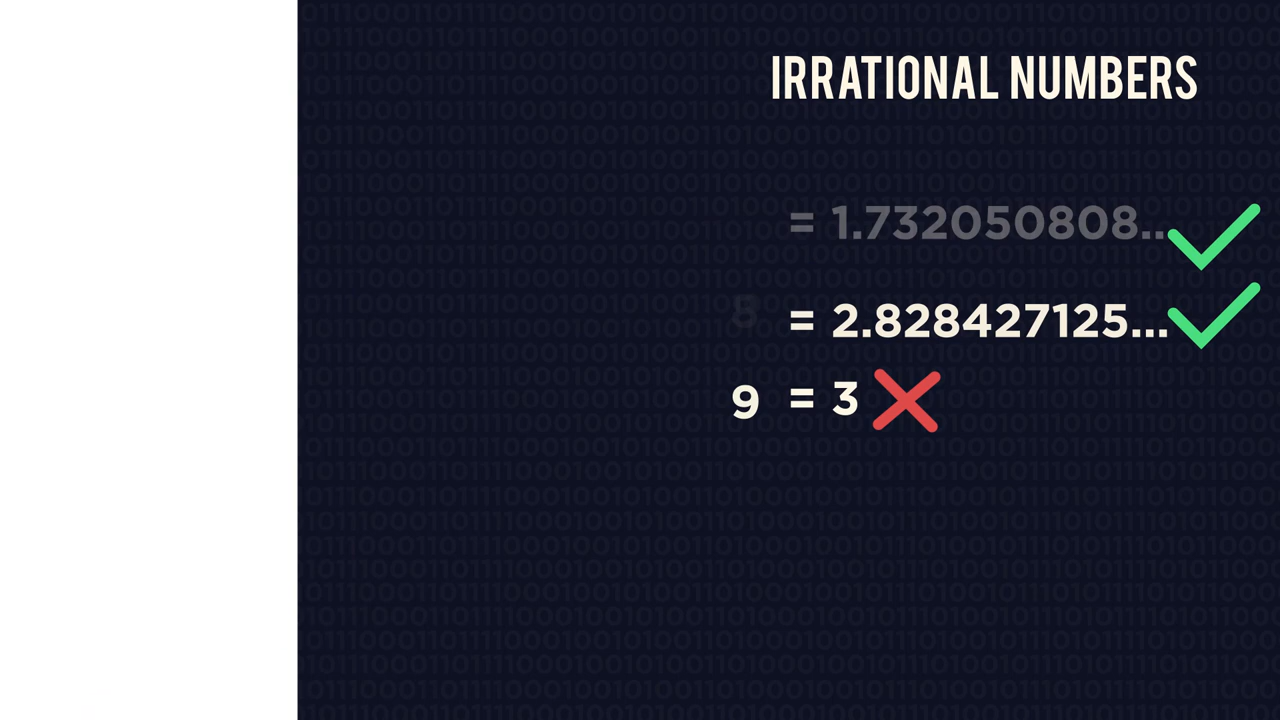 IRRATIONAL NUMBERS
= 1.732050808..
= 2.828427125...
9 = 3